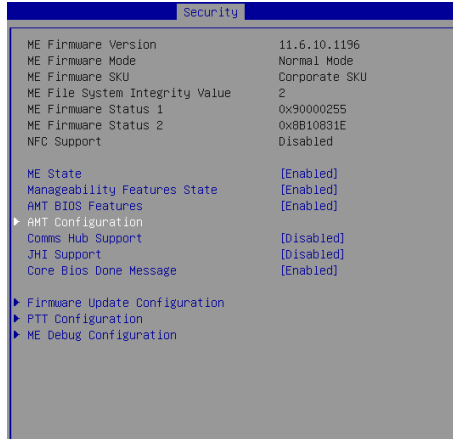 Security
ME Firmware Version 11.6.10.1196
ME Firmware Mode Normal Mode
ME Firmware SKU Corporate SKU
ME File System Integrity Value 2
ME Firmware Status 1 0x90000255
ME Firmware Status 2 0x8B10831E
NFC Support Disabled
ME State [Enabled]
Manageability Features State [Enabled]
AMT BIOS Features [Enabled]
AMT Configuration
Comms Hub Support [Disabled]
JHI Support [Disabled]
Core Bios Done Message [Enabled]
Firmware Update Configuration
PTT Configuration
ME Debug Configuration